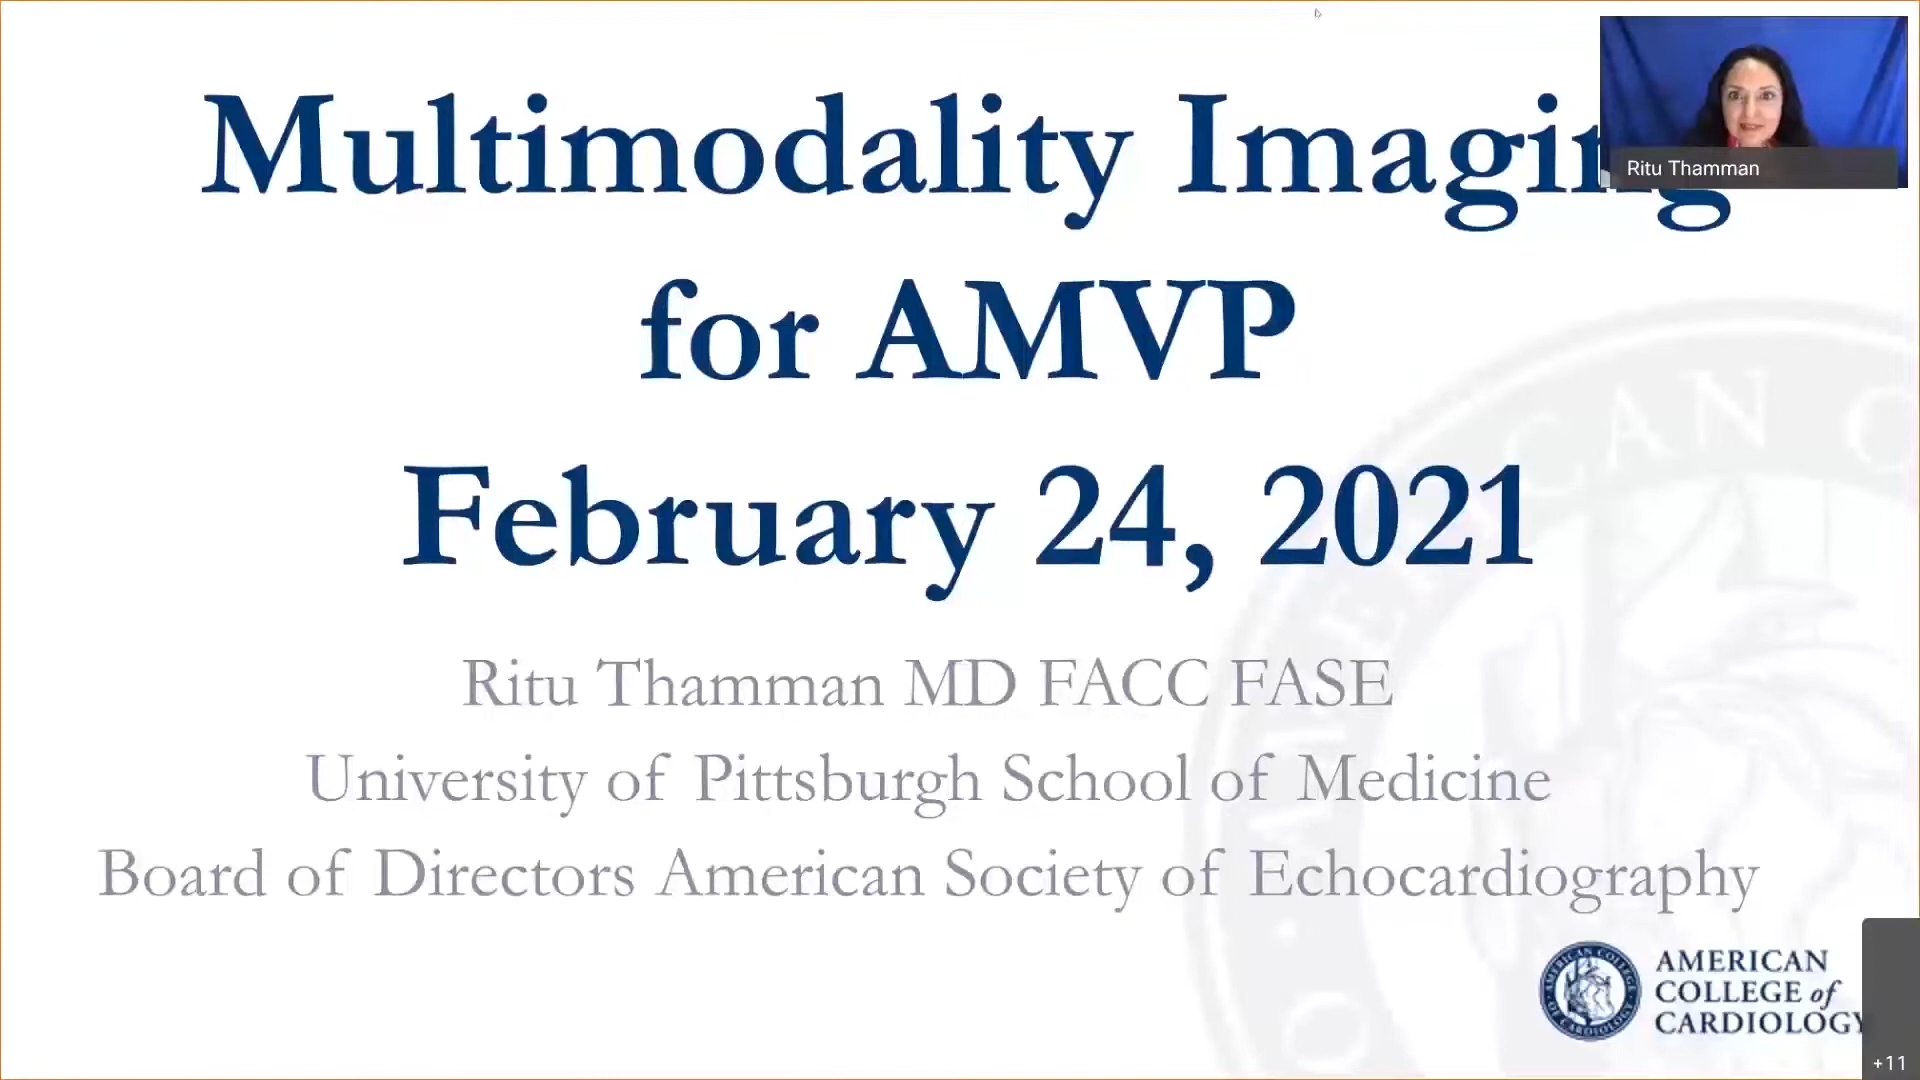 Multimodality Imaging
for AMVP
February 24, 2021
Ritu Thamman
Ritu Thamman MD FACC FASE
University of Pittsburgh School of Medicine
Board of Directors American Society of Echocardiography
AMERICAN
COLLEGE of
CARDIOLOGY
+11